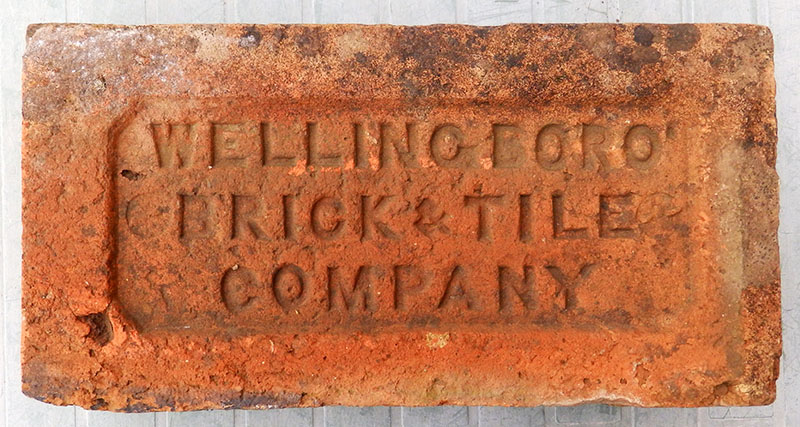 WELLINGBORO'
BRICK & TILE
COMPANY